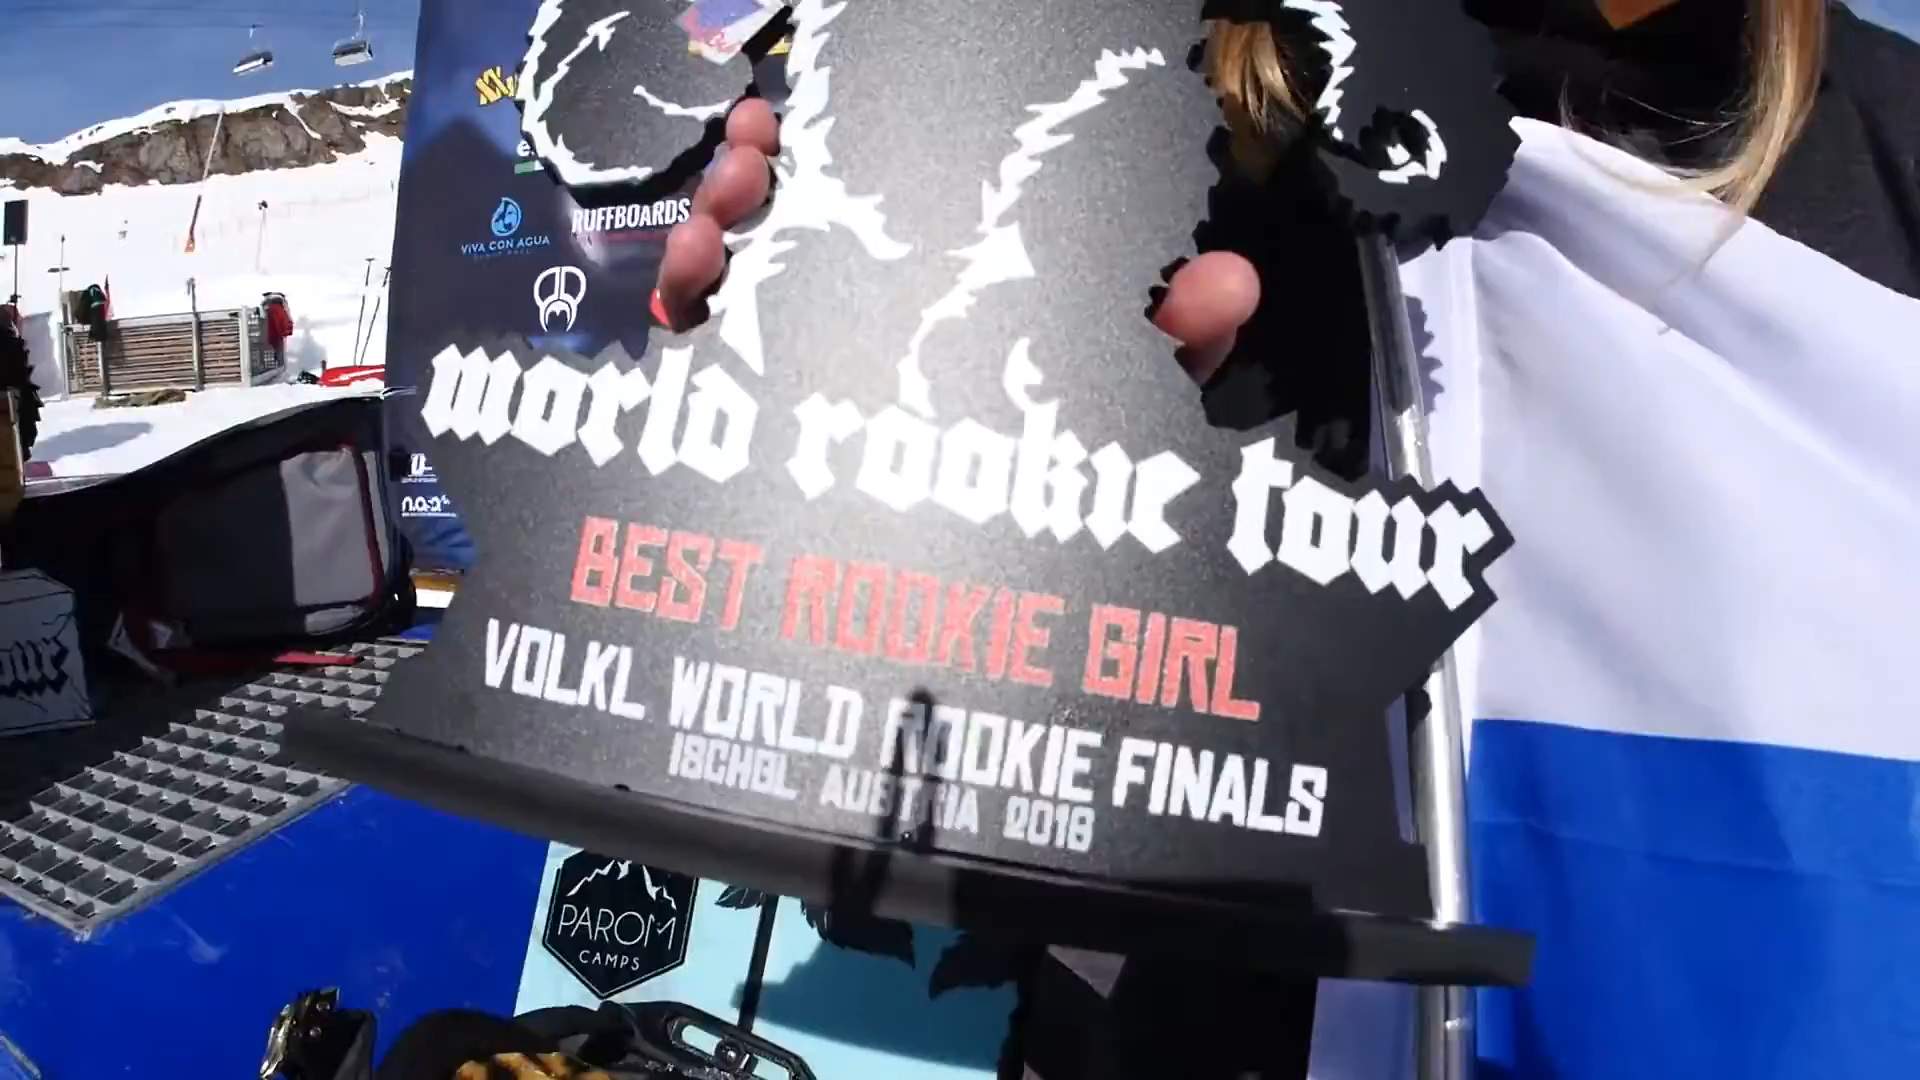 VIVA CON AGUA
RUFFBOARDS
world rookie tour
BEST ROOKIE GIRL
VOLKL WORLD ROOKIE FINALS
ISCHGL AUSTRIA 2018
PAROM
CAMPS
our